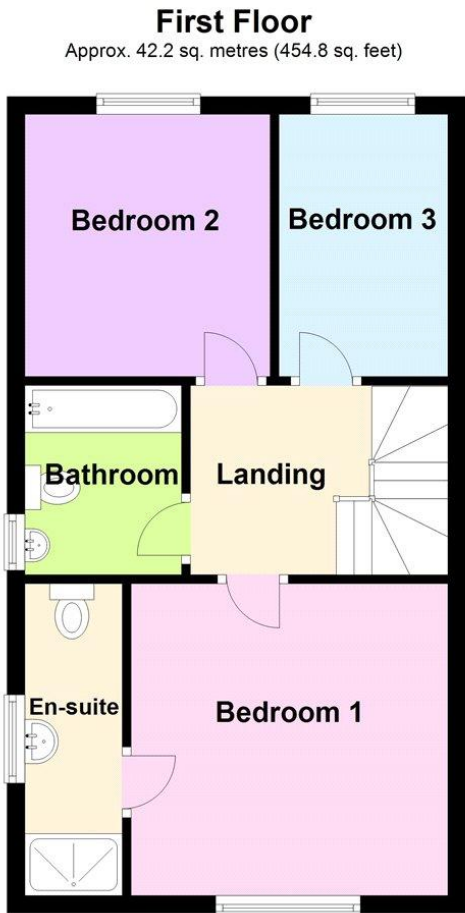 First Floor
Approx. 42.2 sq. metres (454.8 sq. feet)
Bedroom 2
Bedroom 3
Bathroom
Landing
En-suite
Bedroom 1